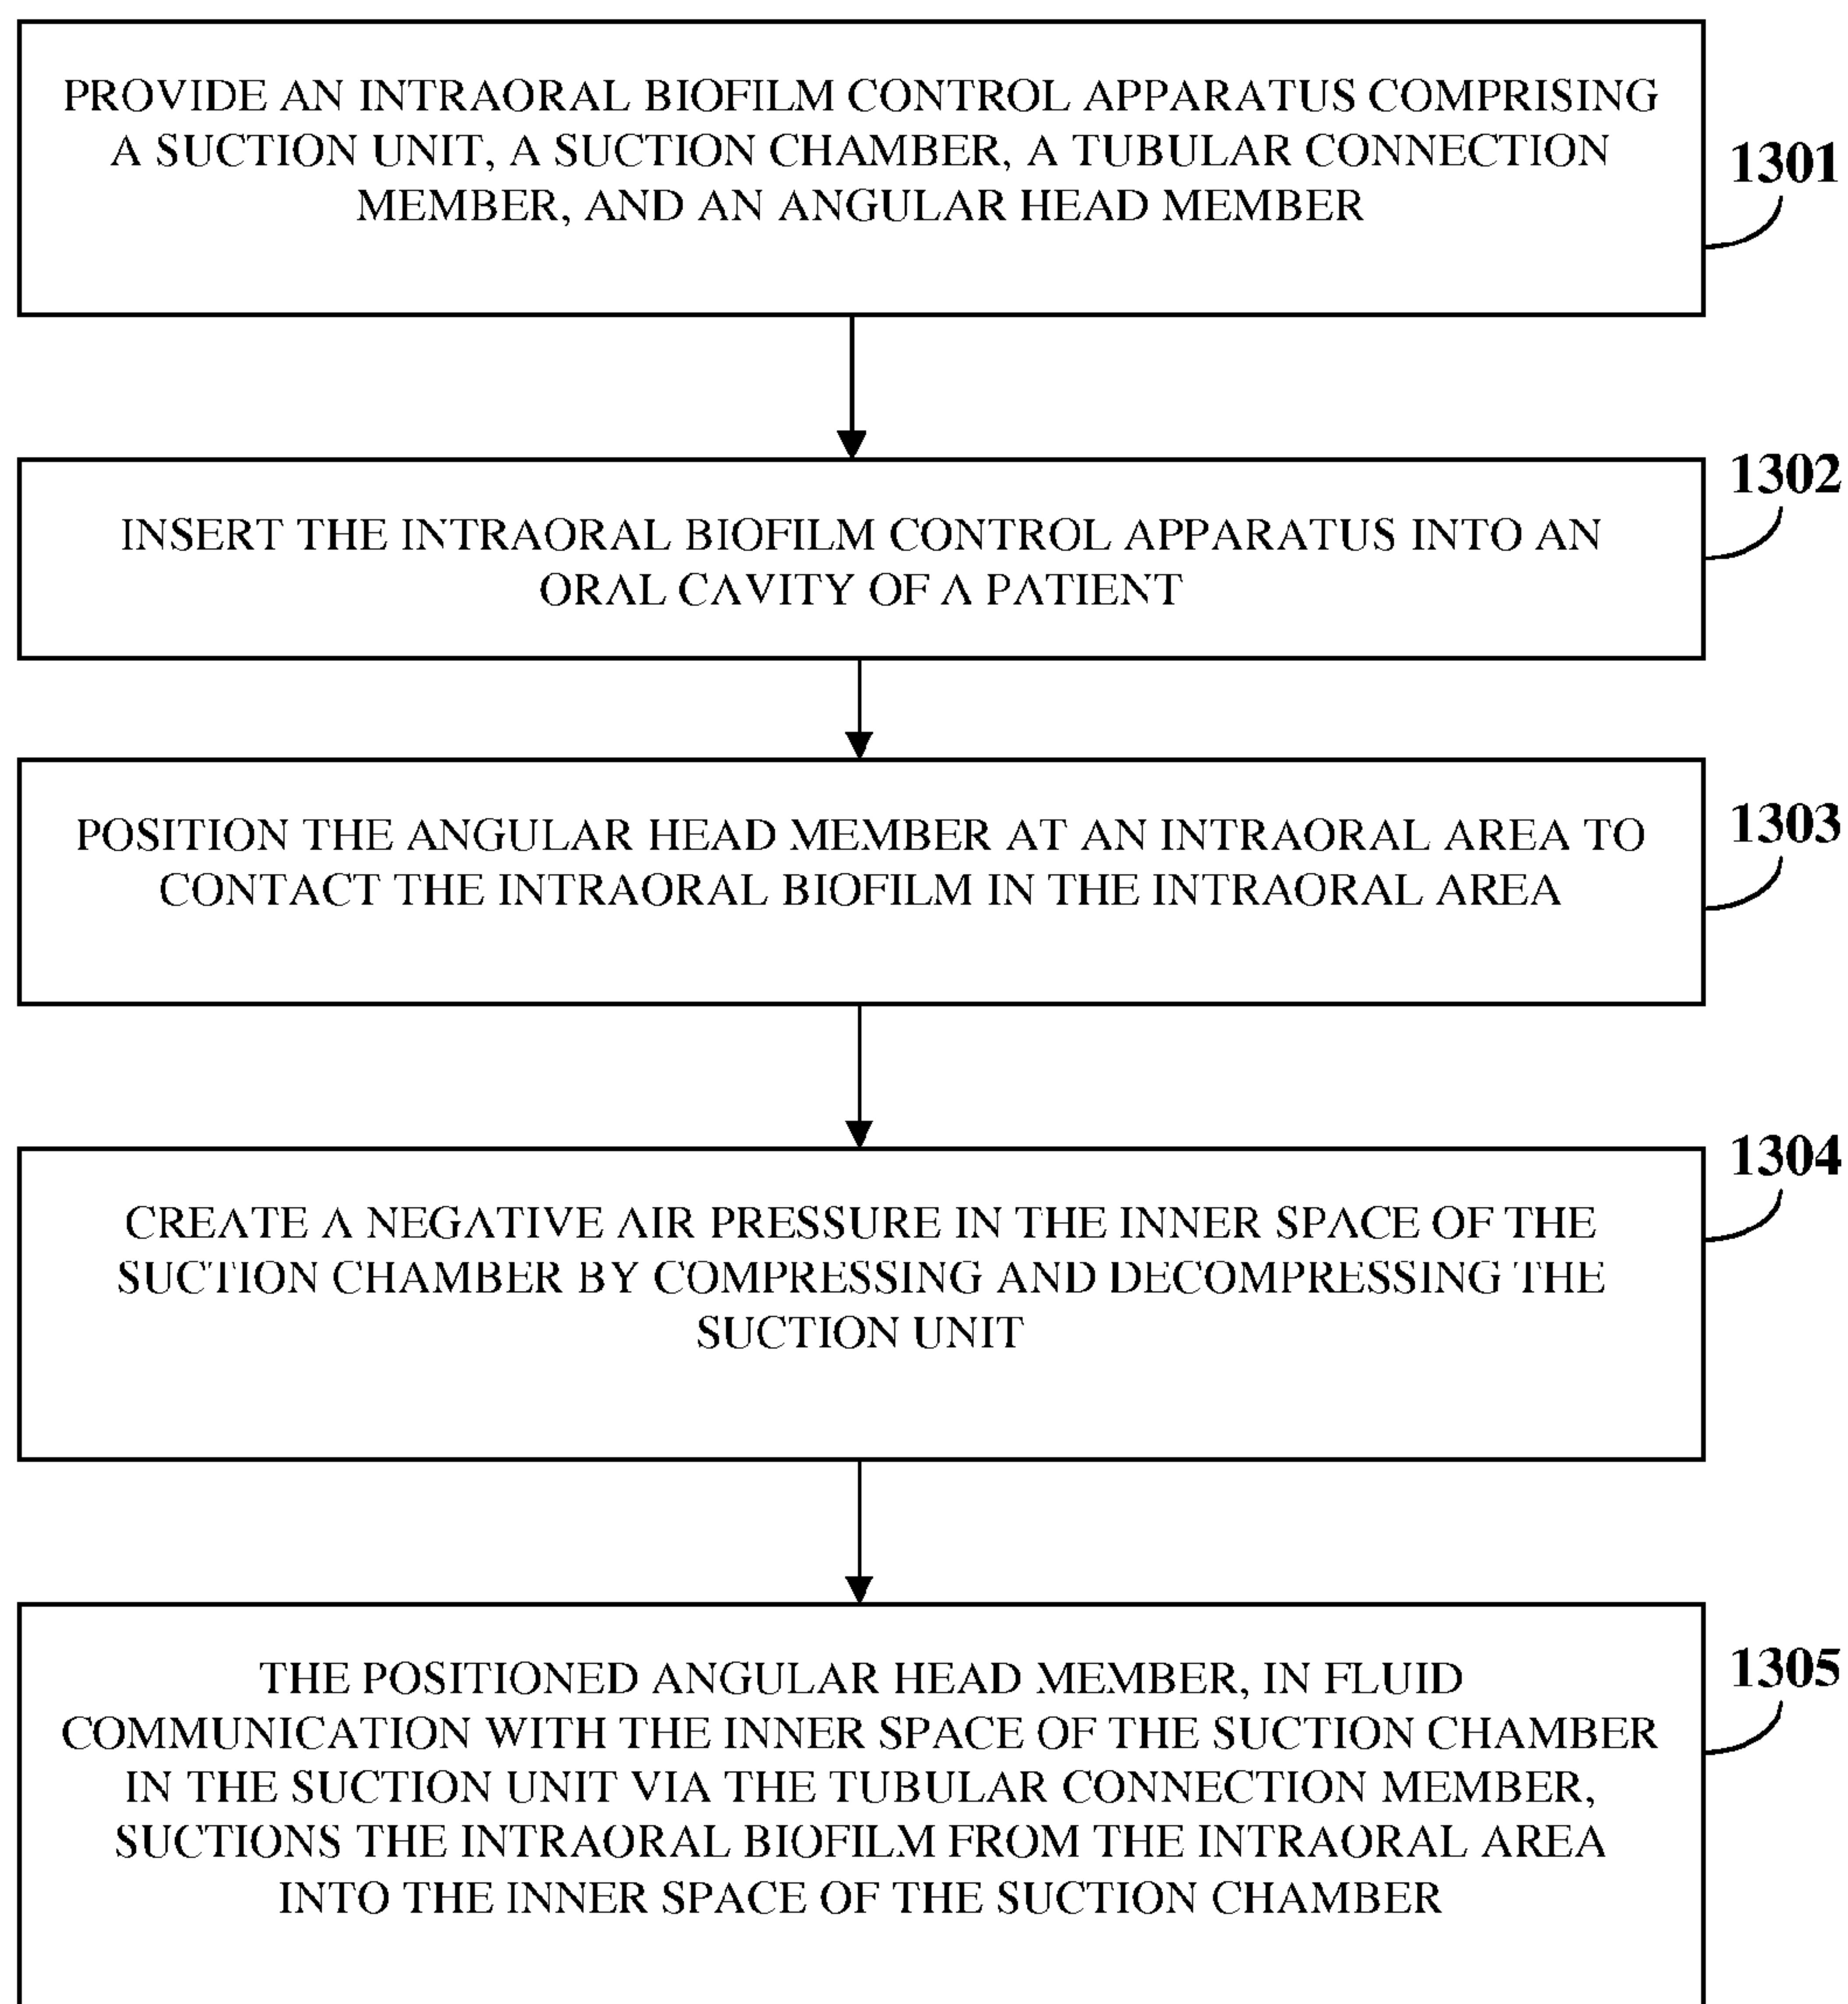 PROVIDE AN INTRAORAL BIOFILM CONTROL APPARATUS COMPRISING
A SUCTION UNIT, A SUCTION CHAMBER, A TUBULAR CONNECTION
MEMBER, AND AN ANGULAR HEAD MEMBER
1301
1302
INSERT THE INTRAORAL BIOFILM CONTROL APPARATUS INTO AN
ORAL CAVITY OF A PATIENT
1303
POSITION THE ANGULAR HEAD MEMBER AT AN INTRAORAL AREA TO
CONTACT THE INTRAORAL BIOFILM IN THE INTRAORAL AREA
1304
CREATE A NEGATIVE AIR PRESSURE IN THE INNER SPACE OF THE
SUCTION CHAMBER BY COMPRESSING AND DECOMPRESSING THE
SUCTION UNIT
1305
THE POSITIONED ANGULAR HEAD MEMBER, IN FLUID
COMMUNICATION WITH THE INNER SPACE OF THE SUCTION CHAMBER
IN THE SUCTION UNIT VIA THE TUBULAR CONNECTION MEMBER,
SUCTIONS THE INTRAORAL BIOFILM FROM THE INTRAORAL AREA
INTO THE INNER SPACE OF THE SUCTION CHAMBER